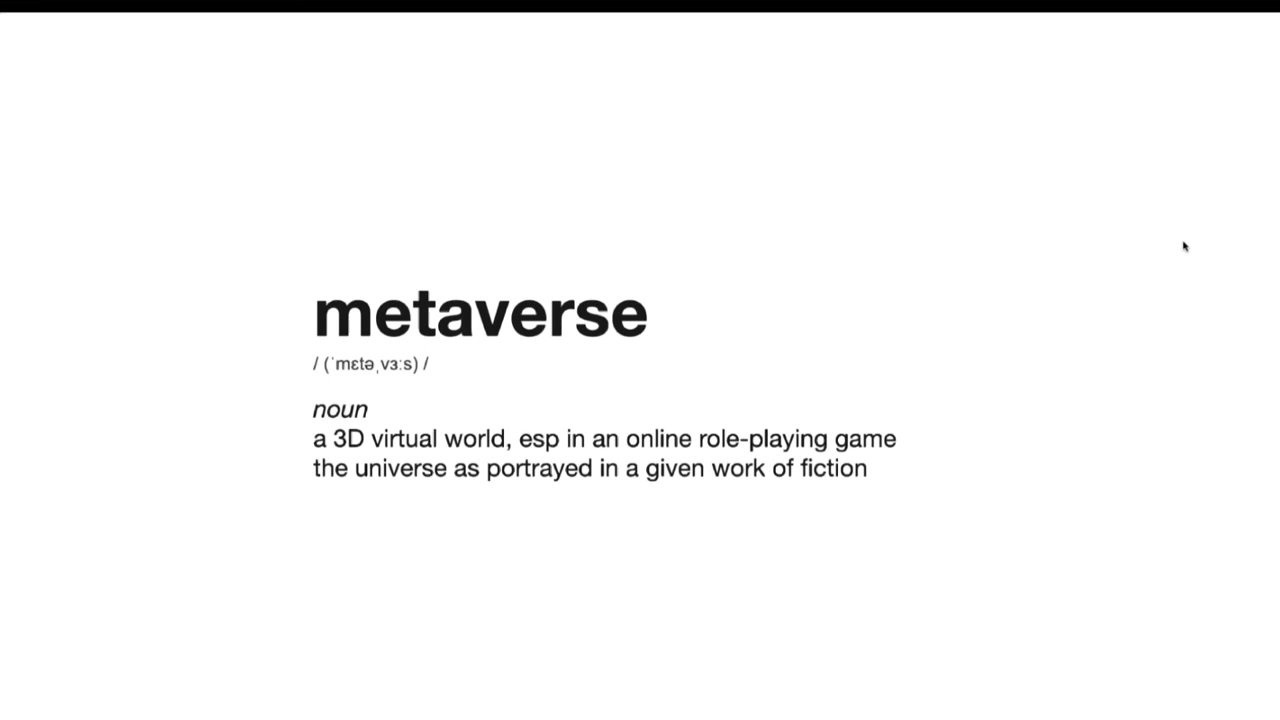 metaverse
/ (ˈmɛtəˌvɜːs) /
noun
a 3D virtual world, esp in an online role-playing game
the universe as portrayed in a given work of fiction